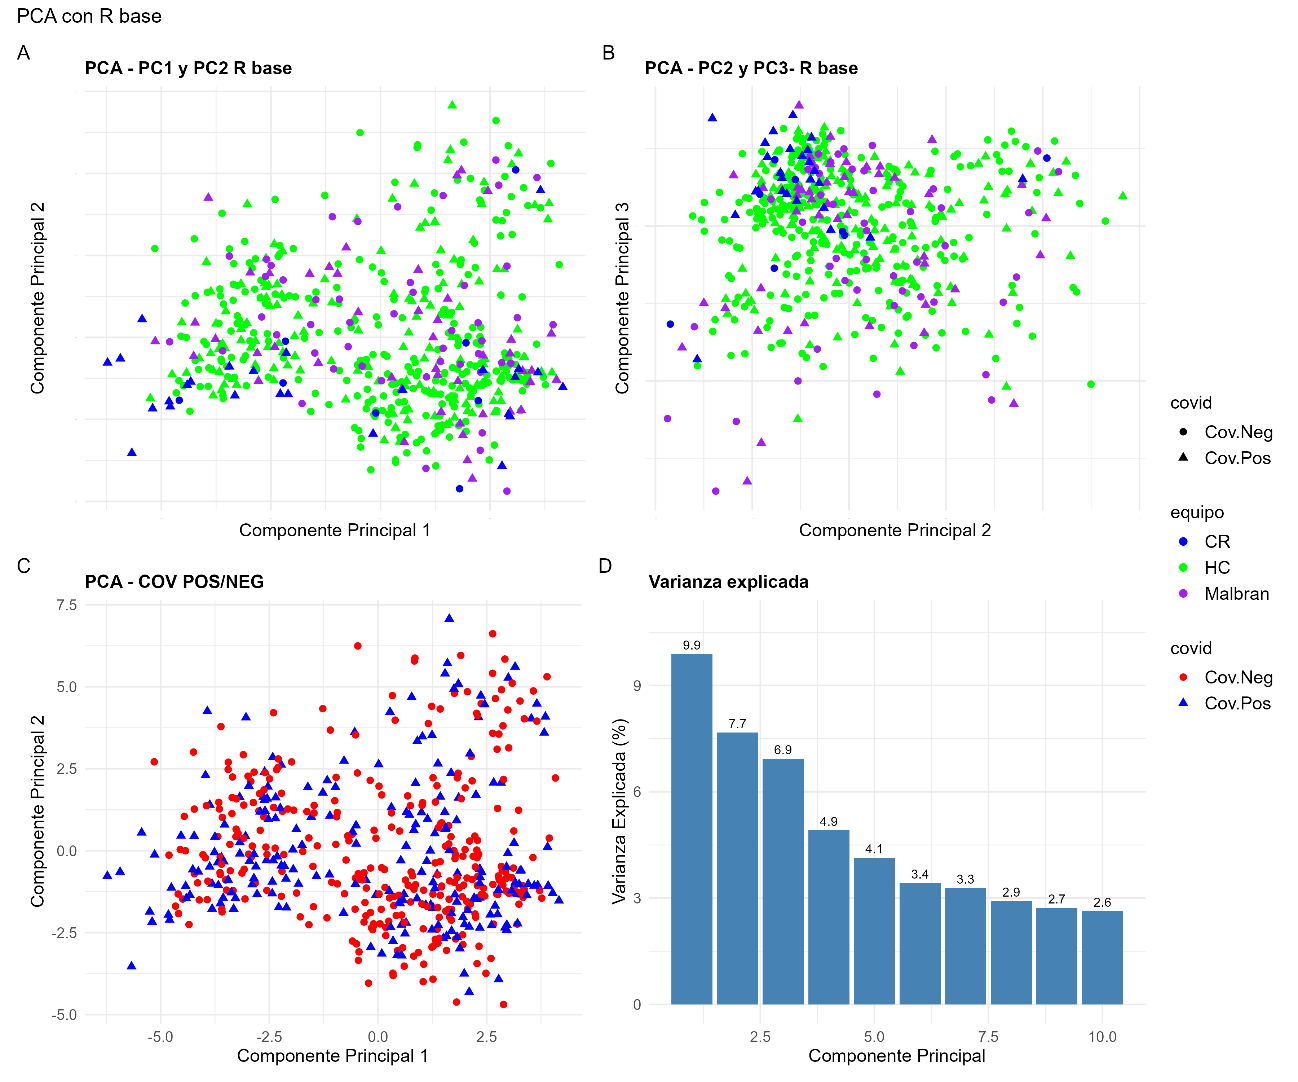 PCA con R base
A
PCA - PC1 y PC2 R base
Componente Principal 2
Componente Principal 1
B
PCA - PC2 y PC3- R base
Componente Principal 3
Componente Principal 2
covid
Cov.Neg
Cov.Pos
equipo
CR
HC
Malbran
covid
Cov.Neg
Cov.Pos
C
PCA - COV POS/NEG
Componente Principal 2
7.5
5.0
2.5
0.0
-2.5
-5.0
-5.0 -2.5 0.0 2.5
Componente Principal 1
D
Varianza explicada
Varianza Explicada (%)
9
6
3
0
9.9
7.7
6.9
4.9
4.1
3.4
3.3
2.9
2.7
2.6
2.5 5.0 7.5 10.0
Componente Principal